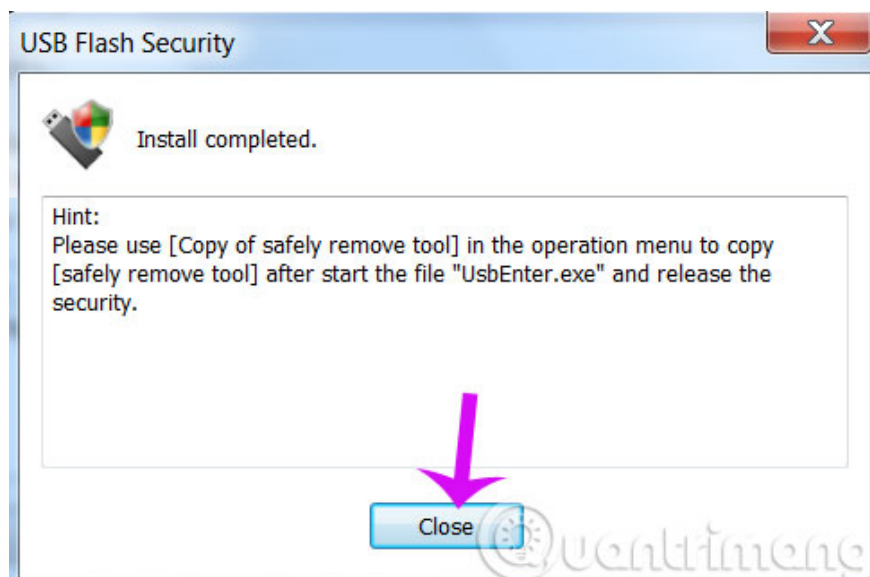 USB Flash Security
Install completed.
Hint:
Please use [Copy of safely remove tool] in the operation menu to copy
[safely remove tool] after start the file "UsbEnter.exe" and release the
security.
Close
Quantrimang